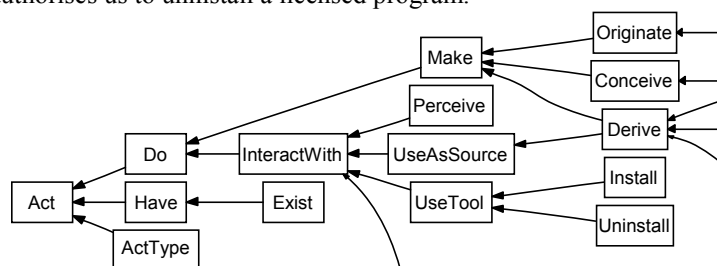 authorises us to uninstall a licensed program.
Originate
Make
Conceive
Perceive
Derive
Do
InteractWith
UseAsSource
Install
Act
Have
Exist
UseTool
Uninstall
ActType